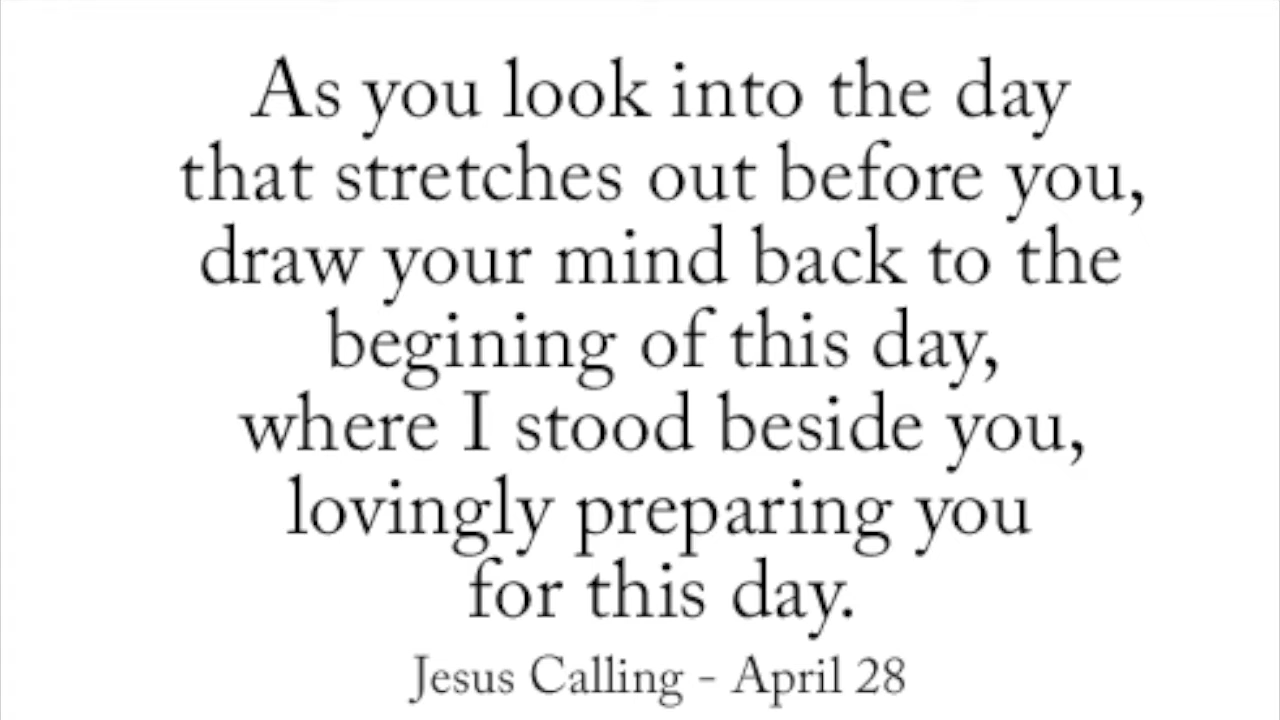 As you look into the day
that stretches out before you,
draw your mind back to the
begining of this day,
where I stood beside you,
lovingly preparing you
for this day.
Jesus Calling - April 28